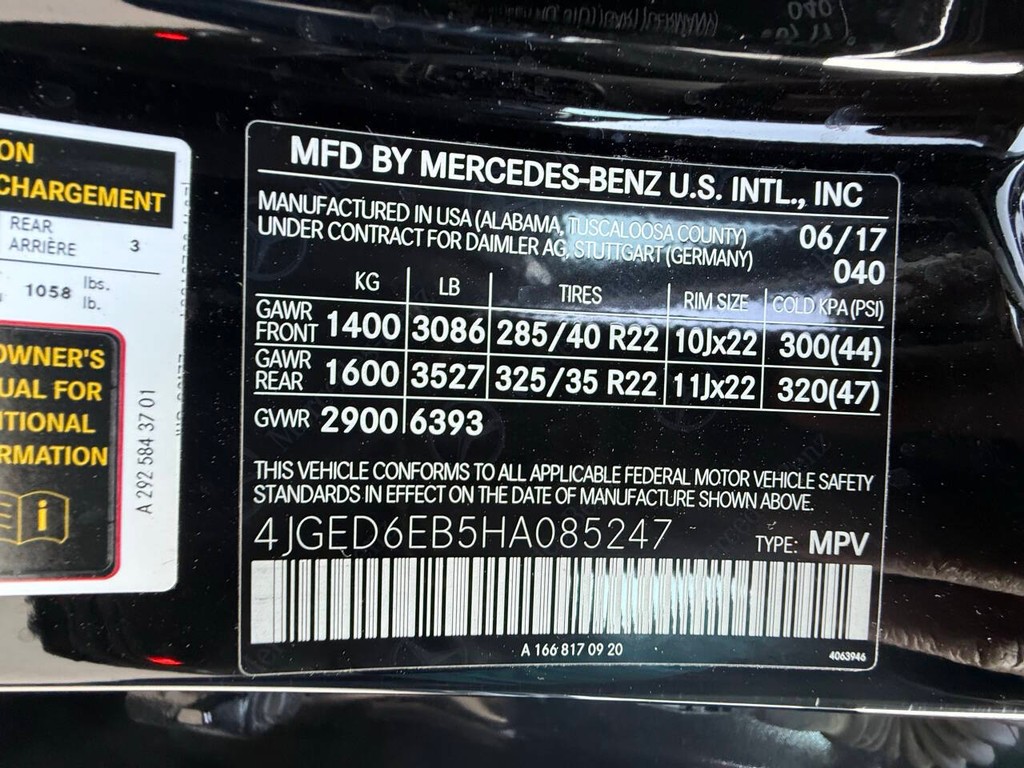 ON
CHARGEMENT
REAR
ARRIÈRE 3
1058 lbs.
lb.
OWNER'S
UAL FOR
ITIONAL
RMATION
i
A 292 584 37 01
MFD BY MERCEDES-BENZ U.S. INTL., INC
MANUFACTURED IN USA (ALABAMA, TUSCALOOSA COUNTY) 06/17
UNDER CONTRACT FOR DAIMLER AG, STUTTGART (GERMANY) 040
KG LB TIRES RIM SIZE COLD KPA (PSI)
GAWR FRONT 1400 3086 285/40 R22 10Jx22 300(44)
GAWR REAR 1600 3527 325/35 R22 11Jx22 320(47)
GVWR 2900 6393
THIS VEHICLE CONFORMS TO ALL APPLICABLE FEDERAL MOTOR VEHICLE SAFETY
STANDARDS IN EFFECT ON THE DATE OF MANUFACTURE SHOWN ABOVE.
4JGED6EB5HA085247 TYPE: MPV
A 166 817 09 20
4063946